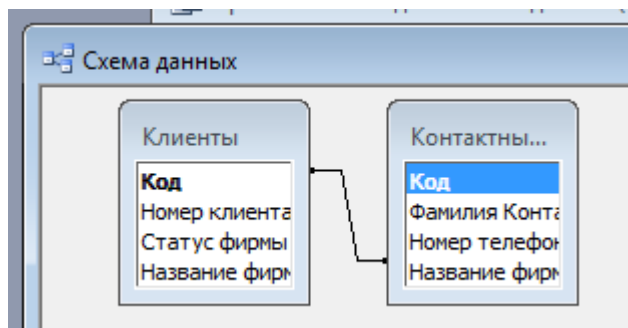 Схема данных
Клиенты
Код
Номер клиента
Статус фирмы
Название фирм
Контактны...
Код
Фамилия Конта
Номер телефон
Название фирм